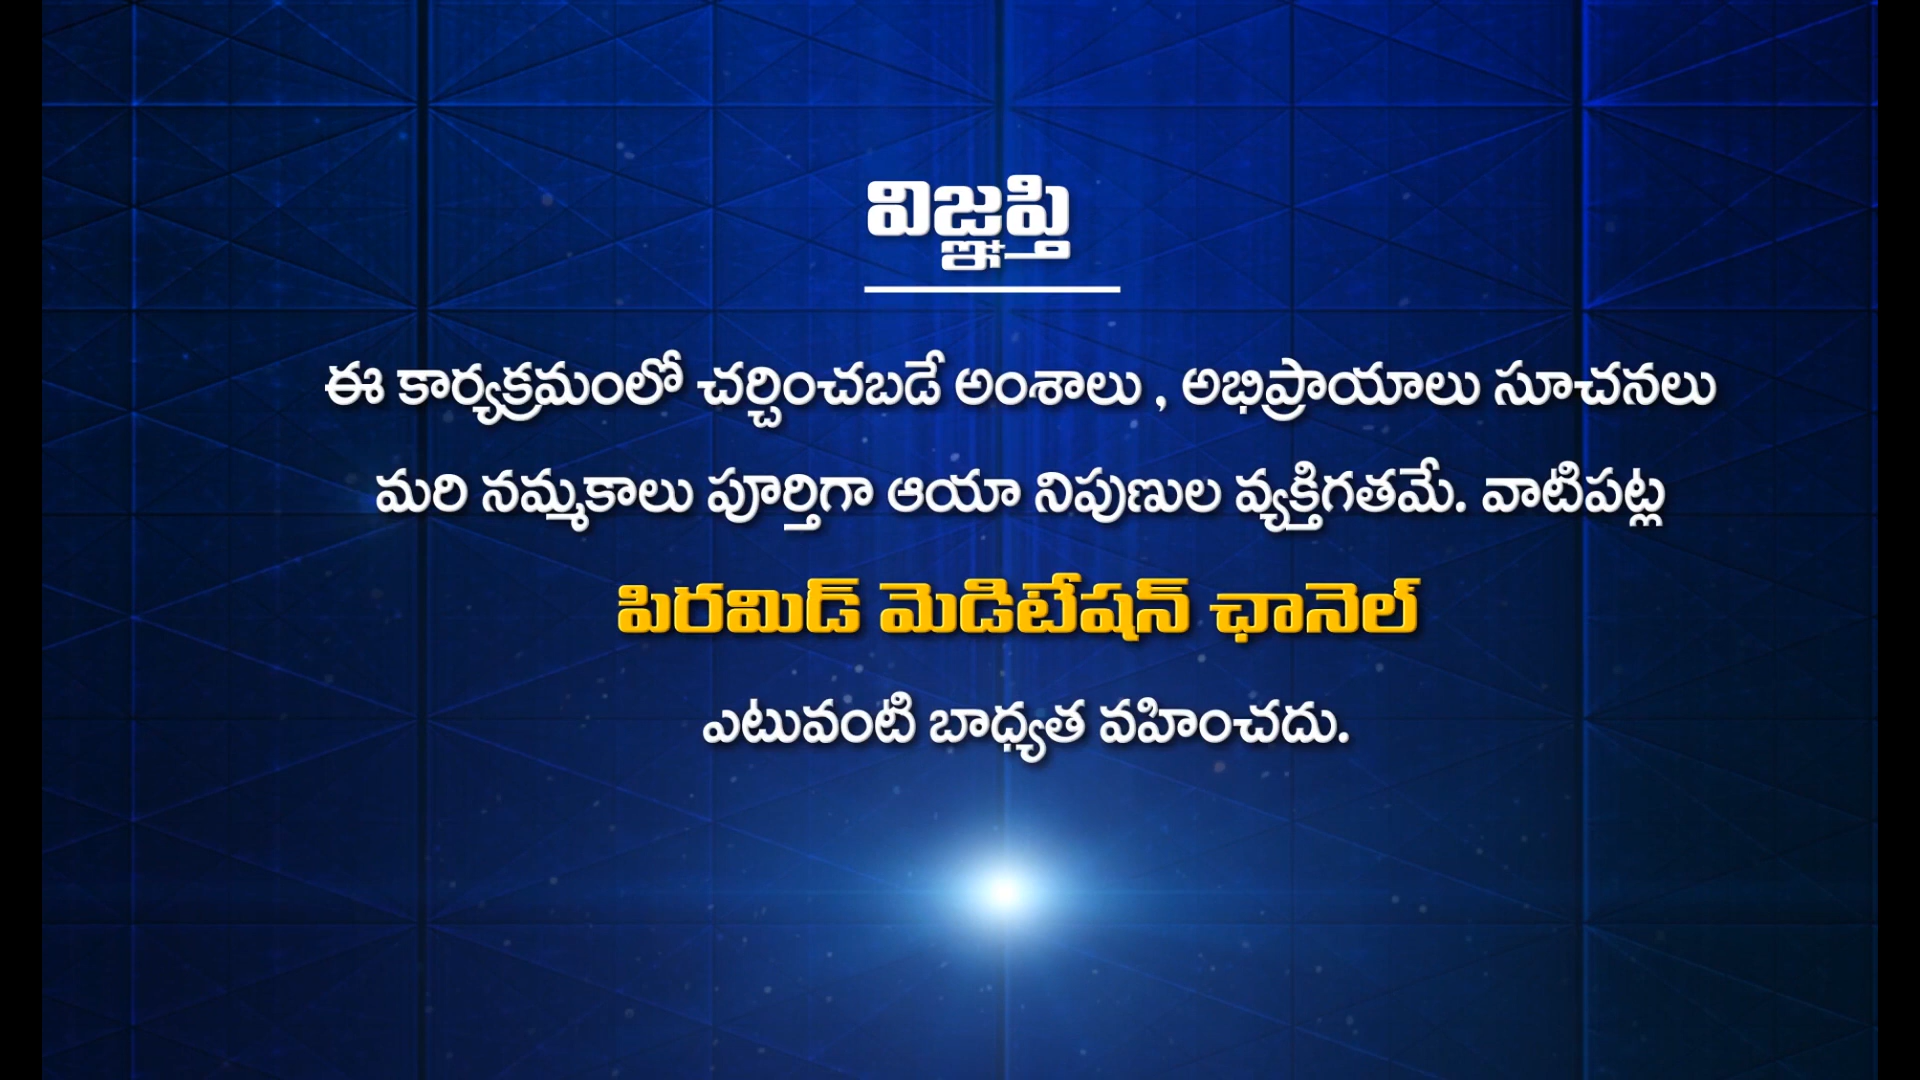 విజ్ఞప్తి
ఈ కార్యక్రమంలో చర్చించబడే అంశాలు , అభిప్రాయాలు సూచనలు
మరి నమ్మకాలు పూర్తిగా ఆయా నిపుణుల వ్యక్తిగతమే. వాటిపట్ల
పిరమిడ్ మెడిటేషన్ ఛానెల్
ఎటువంటి బాధ్యత వహించదు.